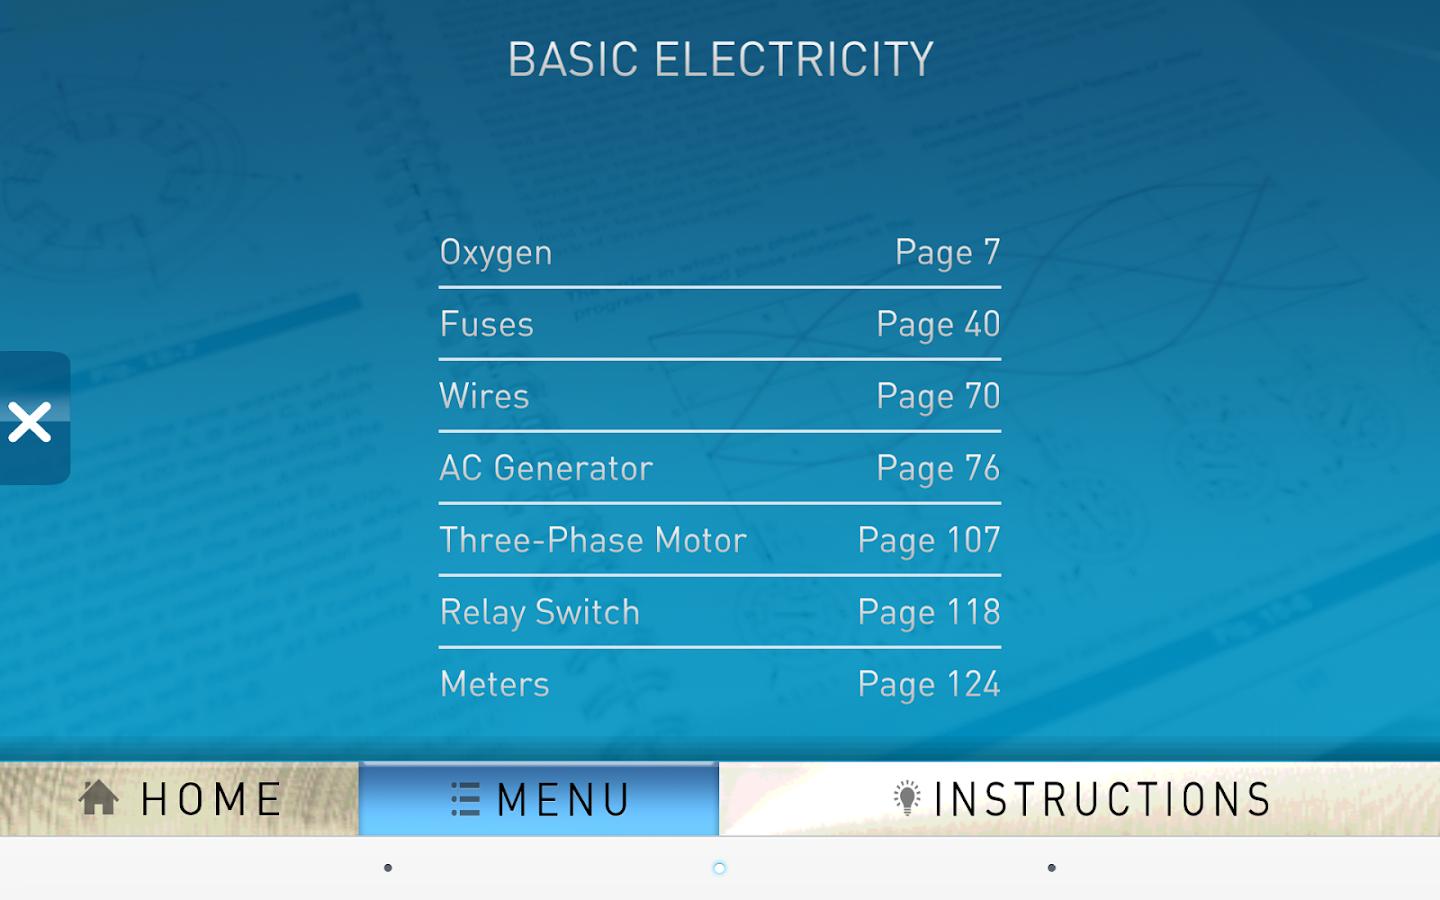 BASIC ELECTRICITY
Oxygen Page 7
Fuses Page 40
Wires Page 70
AC Generator Page 76
Three-Phase Motor Page 107
Relay Switch Page 118
Meters Page 124
HOME MENU INSTRUCTIONS